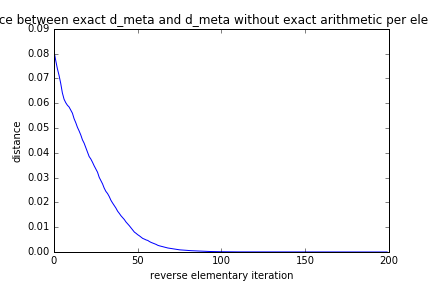 ce between exact d_meta and d_meta without exact arithmetic per ele
0.09
0.08
0.07
0.06
0.05
0.04
0.03
0.02
0.01
0.00
distance
0 50 100 150 200
reverse elementary iteration